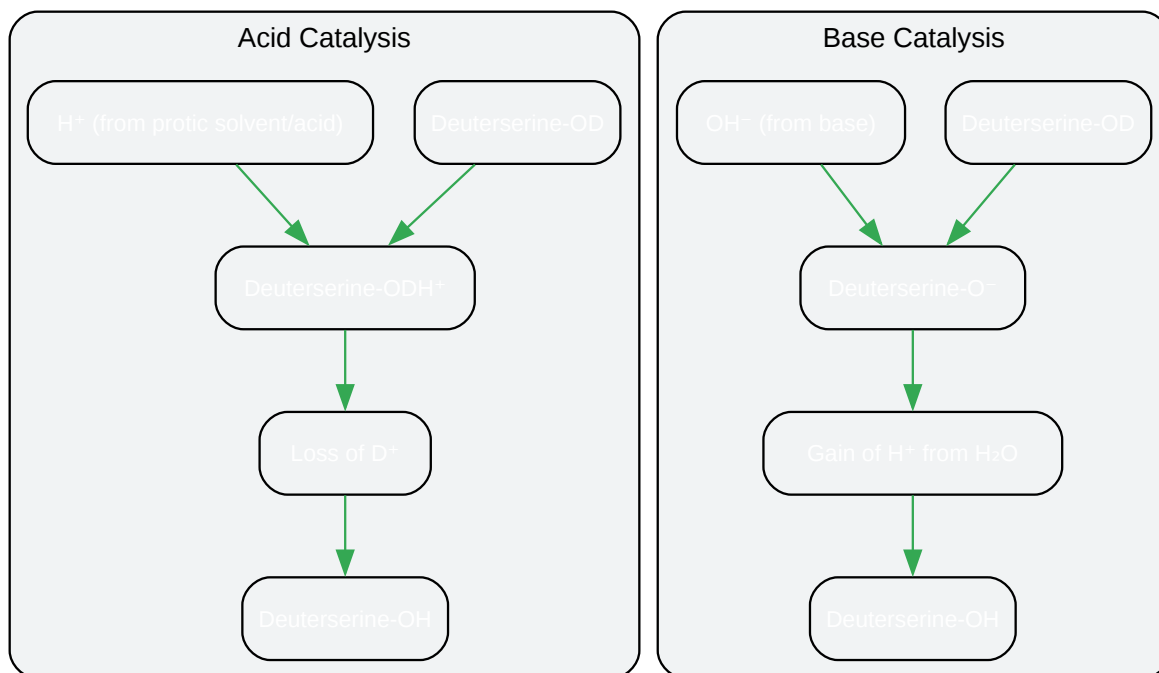 Acid Catalysis
H⁺ (from protic solvent/acid)
Deuterserine-OD
Deuterserine-ODH⁺
Loss of D⁺
Deuterserine-OH
Base Catalysis
OH⁻ (from base)
Deuterserine-OD
Deuterserine-O⁻
Gain of H⁺ from H₂O
Deuterserine-OH